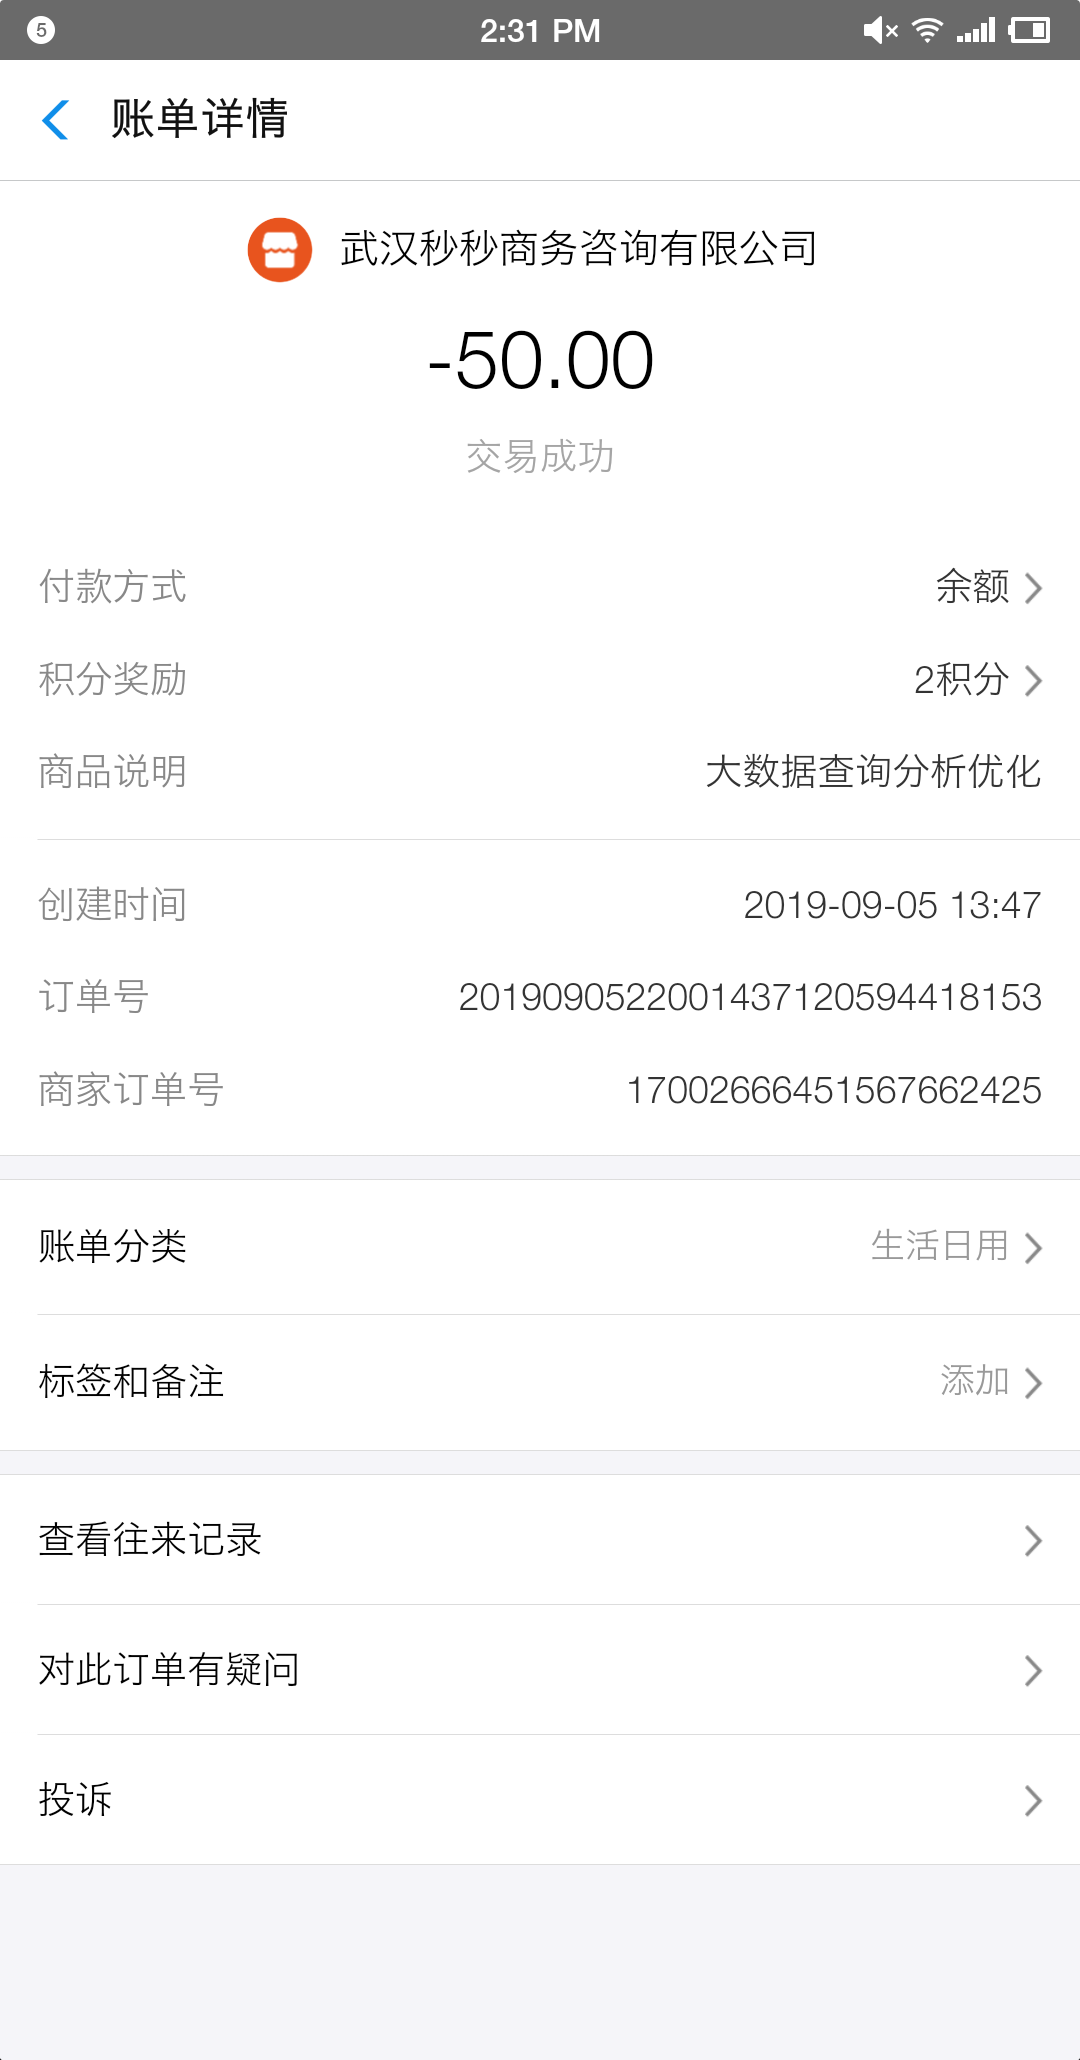 5
2:31 PM
账单详情
武汉秒秒商务咨询有限公司
-50.00
交易成功
付款方式 余额
积分奖励 2积分
商品说明 大数据查询分析优化
创建时间 2019-09-05 13:47
订单号 2019090522001437120594418153
商家订单号 17002666451567662425
账单分类 生活日用
标签和备注 添加
查看往来记录
对此订单有疑问
投诉